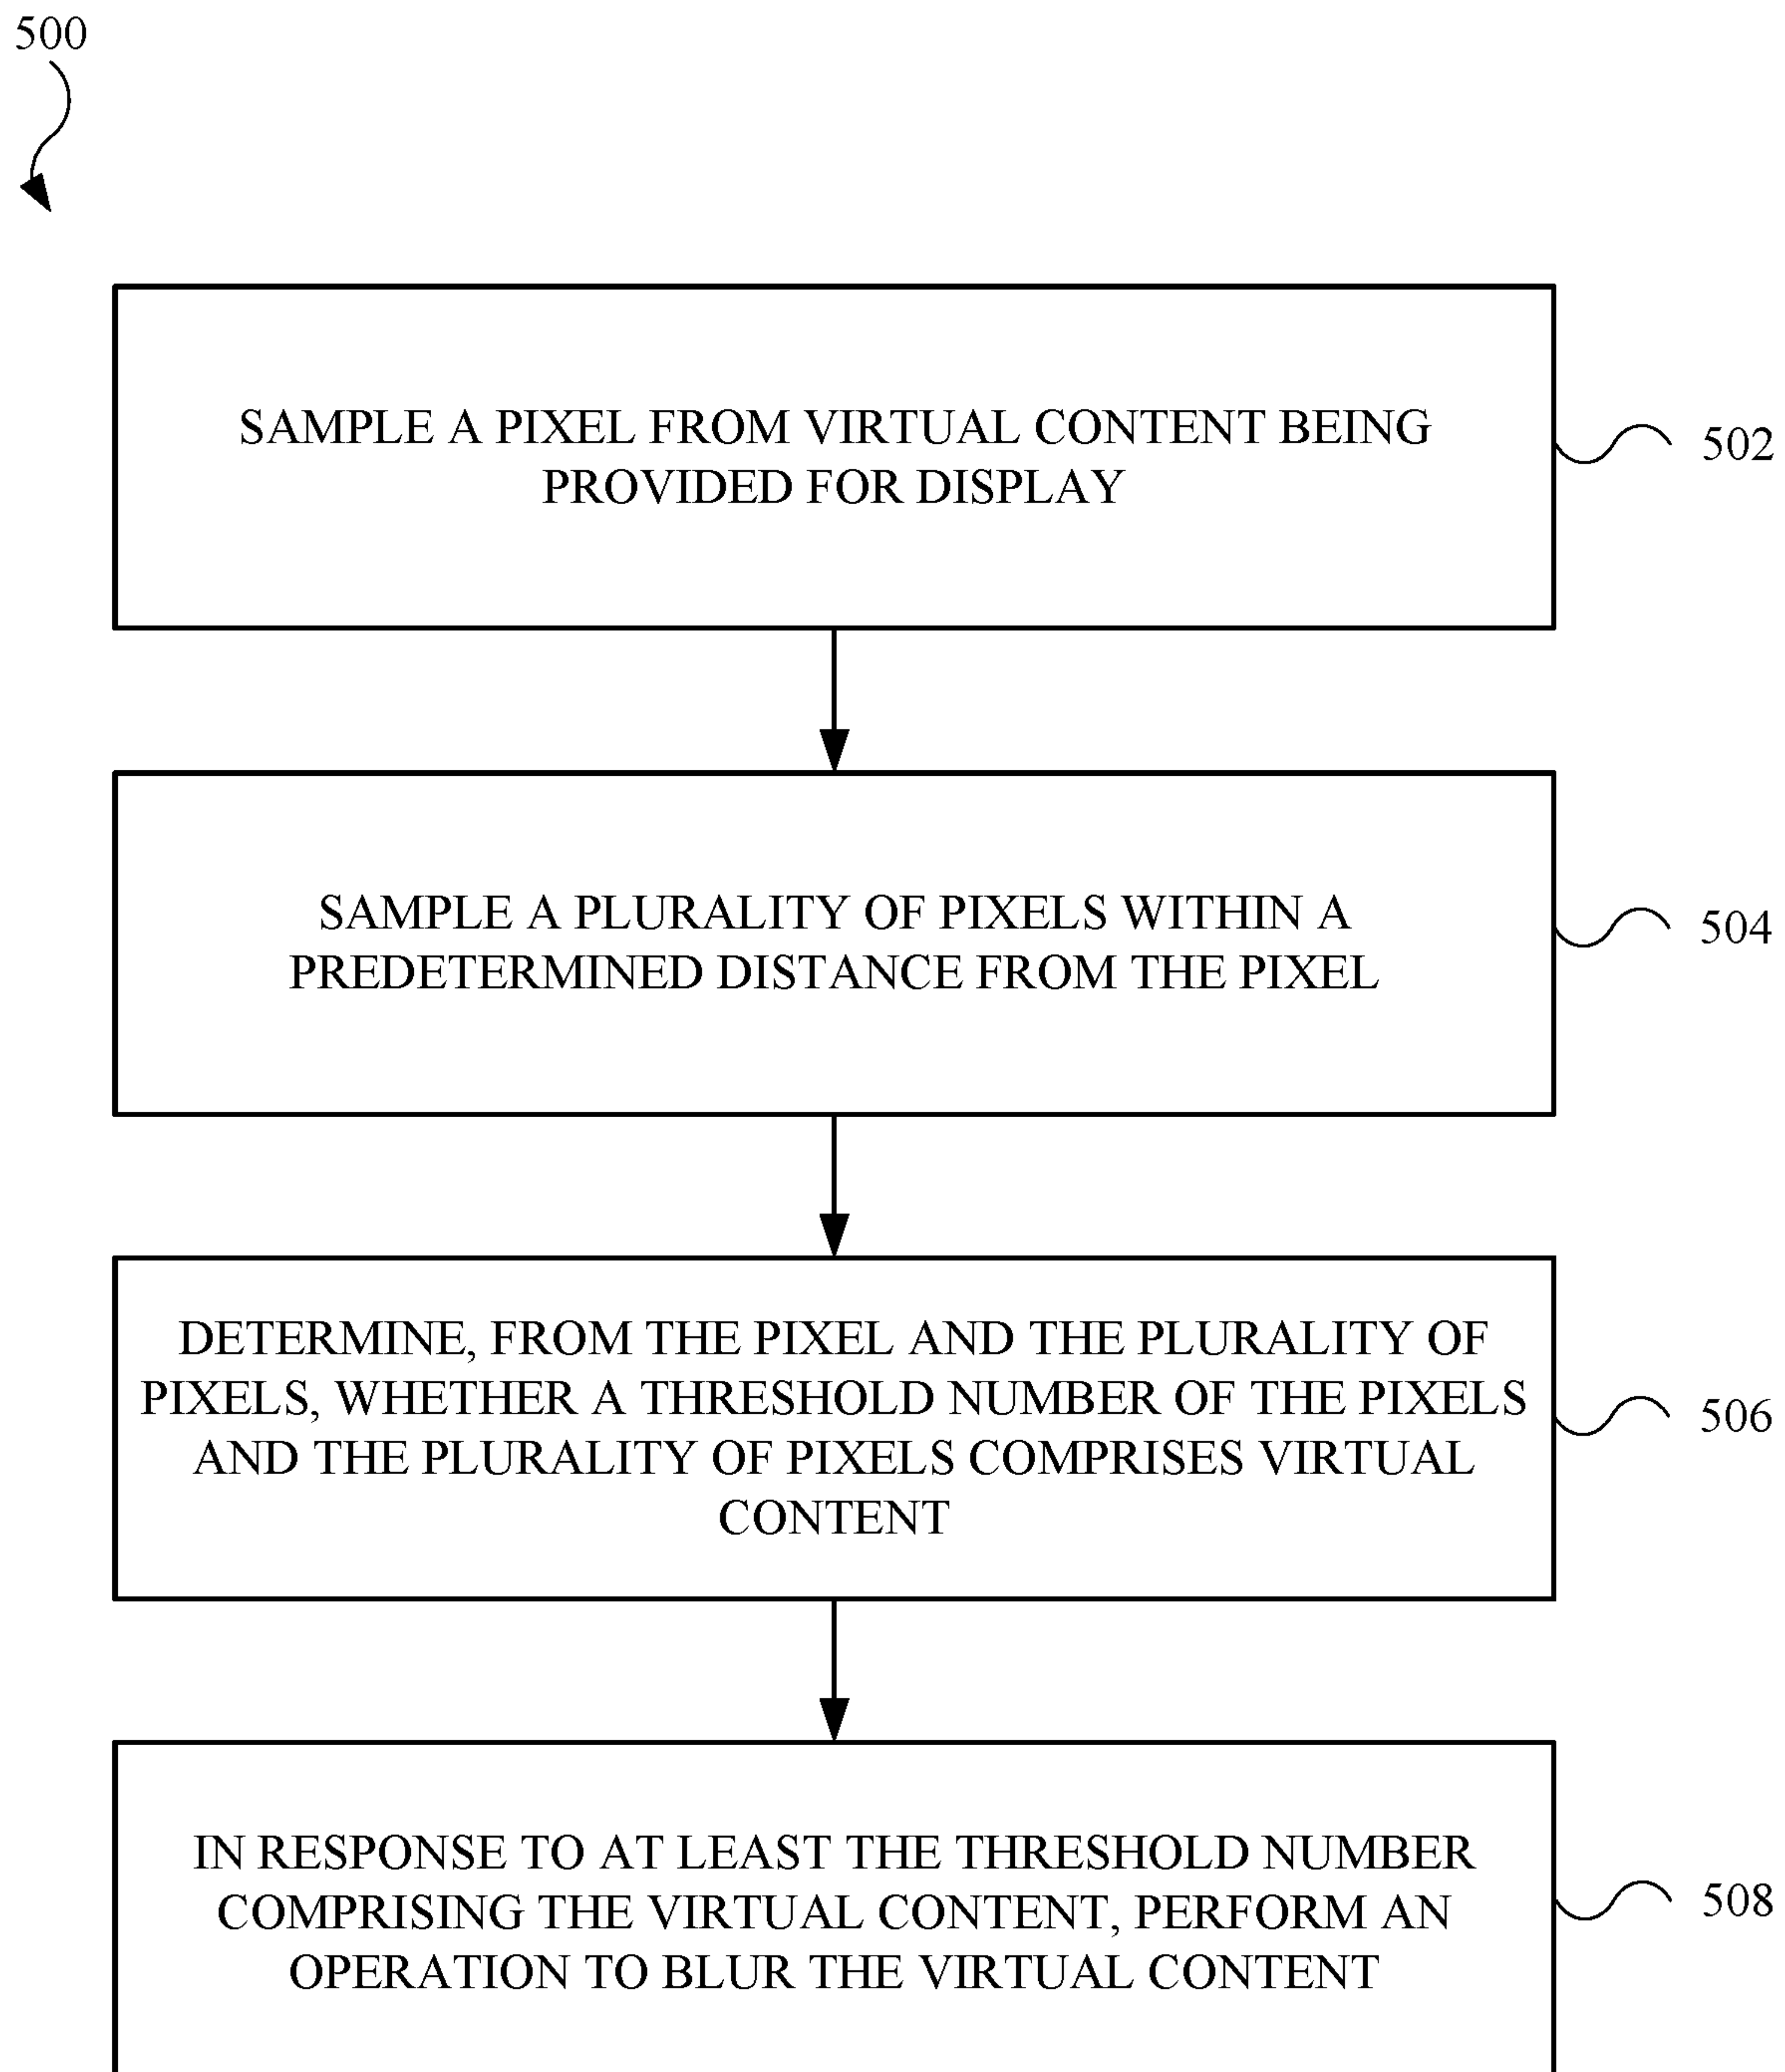 500
SAMPLE A PIXEL FROM VIRTUAL CONTENT BEING
PROVIDED FOR DISPLAY
502
SAMPLE A PLURALITY OF PIXELS WITHIN A
PREDETERMINED DISTANCE FROM THE PIXEL
504
DETERMINE, FROM THE PIXEL AND THE PLURALITY OF
PIXELS, WHETHER A THRESHOLD NUMBER OF THE PIXELS
AND THE PLURALITY OF PIXELS COMPRISES VIRTUAL
CONTENT
506
IN RESPONSE TO AT LEAST THE THRESHOLD NUMBER
COMPRISING THE VIRTUAL CONTENT, PERFORM AN
OPERATION TO BLUR THE VIRTUAL CONTENT
508